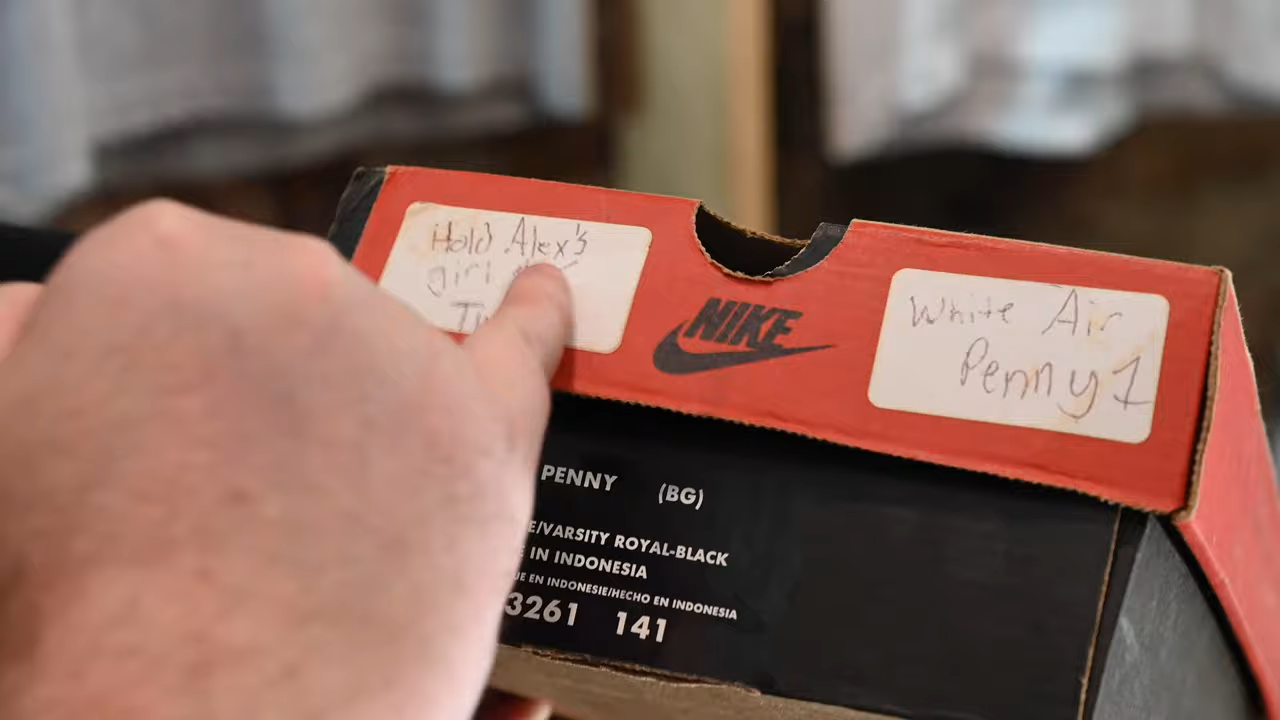 Hold Alex's
girl
NIKE
White Air
Penny 1
PENNY (BG)
E/VARSITY ROYAL-BLACK
E IN INDONESIA
UE EN INDONESIE/HECHO EN INDONESIA
3261 141